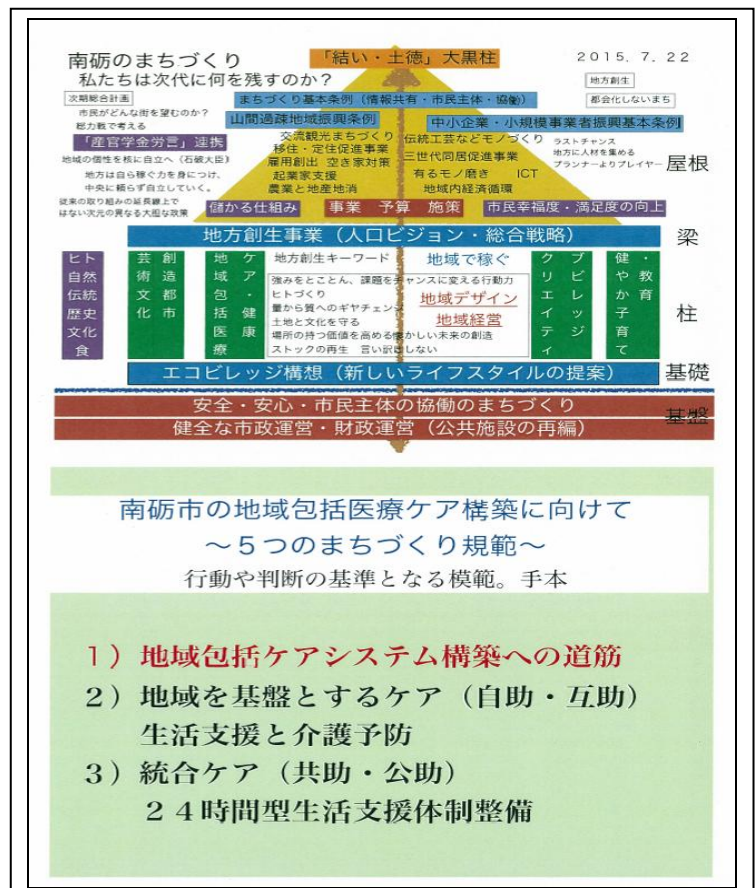 南砺のまちづくり
「結い・土徳」大黒柱
2015.7.22
私たちは次代に何を残すのか?
地方創生
次期総合計画
まちづくり基本条例(情報共有・市民主体・協働)
都会化しないまち
市民がどんな街を望むのか?
総力戦で考える
山間過疎地域振興条例
中小企業・小規模事業者振興基本条例
「産官学金労言」連携
交流観光まちづくり
伝統工芸などモノづくり
ラストチャンス
移住・定住促進事業
三世代同居促進事業
地方に人材を集める
地域の個性を核に自立へ(石破大臣)
雇用創出 空き家対策
プランナーよりプレイヤー
屋根
地方は自ら稼ぐ力を身につけ、
起業家支援
有るモノ磨き ICT
中央に頼らず自立していく。
農業と地産地消
地域内経済循環
従来の取り組みの延長線上で
はない次元の異なる大胆な政策
儲かる仕組み
事業 予算 施策
市民幸福度・満足度の向上
地方創生事業(人口ビジョン・総合戦略)
梁
ヒト
自然
伝統
歴史
文化
食
創造都市
芸術文化
ケア・健康
地域包括医療
地方創生キーワード
地域で稼ぐ
強みをとことん、課題をチャンスに変える行動力
ヒトづくり
量から質へのギヤチェンジ
土地と文化を守る
場所の持つ価値を高める懐かしい未来の創造
ストックの再生 言い訳はしない
地域デザイン
地域経営
ブビレッジ
クリエイティ
・教育
健やか子育て
柱
エコビレッジ構想(新しいライフスタイルの提案)
基礎
安全・安心・市民主体の協働のまちづくり
基盤
健全な市政運営・財政運営(公共施設の再編)
南砺市の地域包括医療ケア構築に向けて
~5つのまちづくり規範~
行動や判断の基準となる模範。手本
1)地域包括ケアシステム構築への道筋
2)地域を基盤とするケア(自助・互助)
生活支援と介護予防
3)統合ケア(共助・公助)
24時間型生活支援体制整備